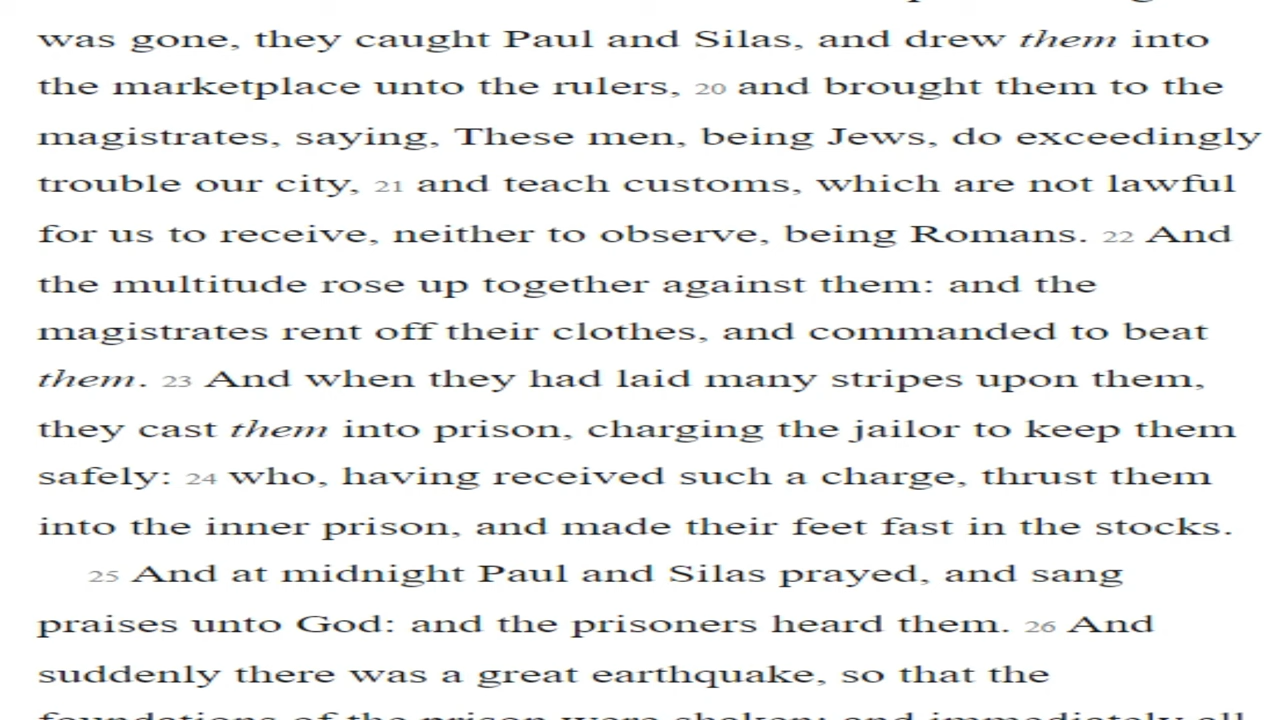 was gone, they caught Paul and Silas, and drew them into
the marketplace unto the rulers, 20 and brought them to the
magistrates, saying, These men, being Jews, do exceedingly
trouble our city, 21 and teach customs, which are not lawful
for us to receive, neither to observe, being Romans. 22 And
the multitude rose up together against them: and the
magistrates rent off their clothes, and commanded to beat
them. 23 And when they had laid many stripes upon them,
they cast them into prison, charging the jailor to keep them
safely: 24 who, having received such a charge, thrust them
into the inner prison, and made their feet fast in the stocks.
25 And at midnight Paul and Silas prayed, and sang
praises unto God: and the prisoners heard them. 26 And
suddenly there was a great earthquake, so that the
foundations of the prison were shaken: and immediately all